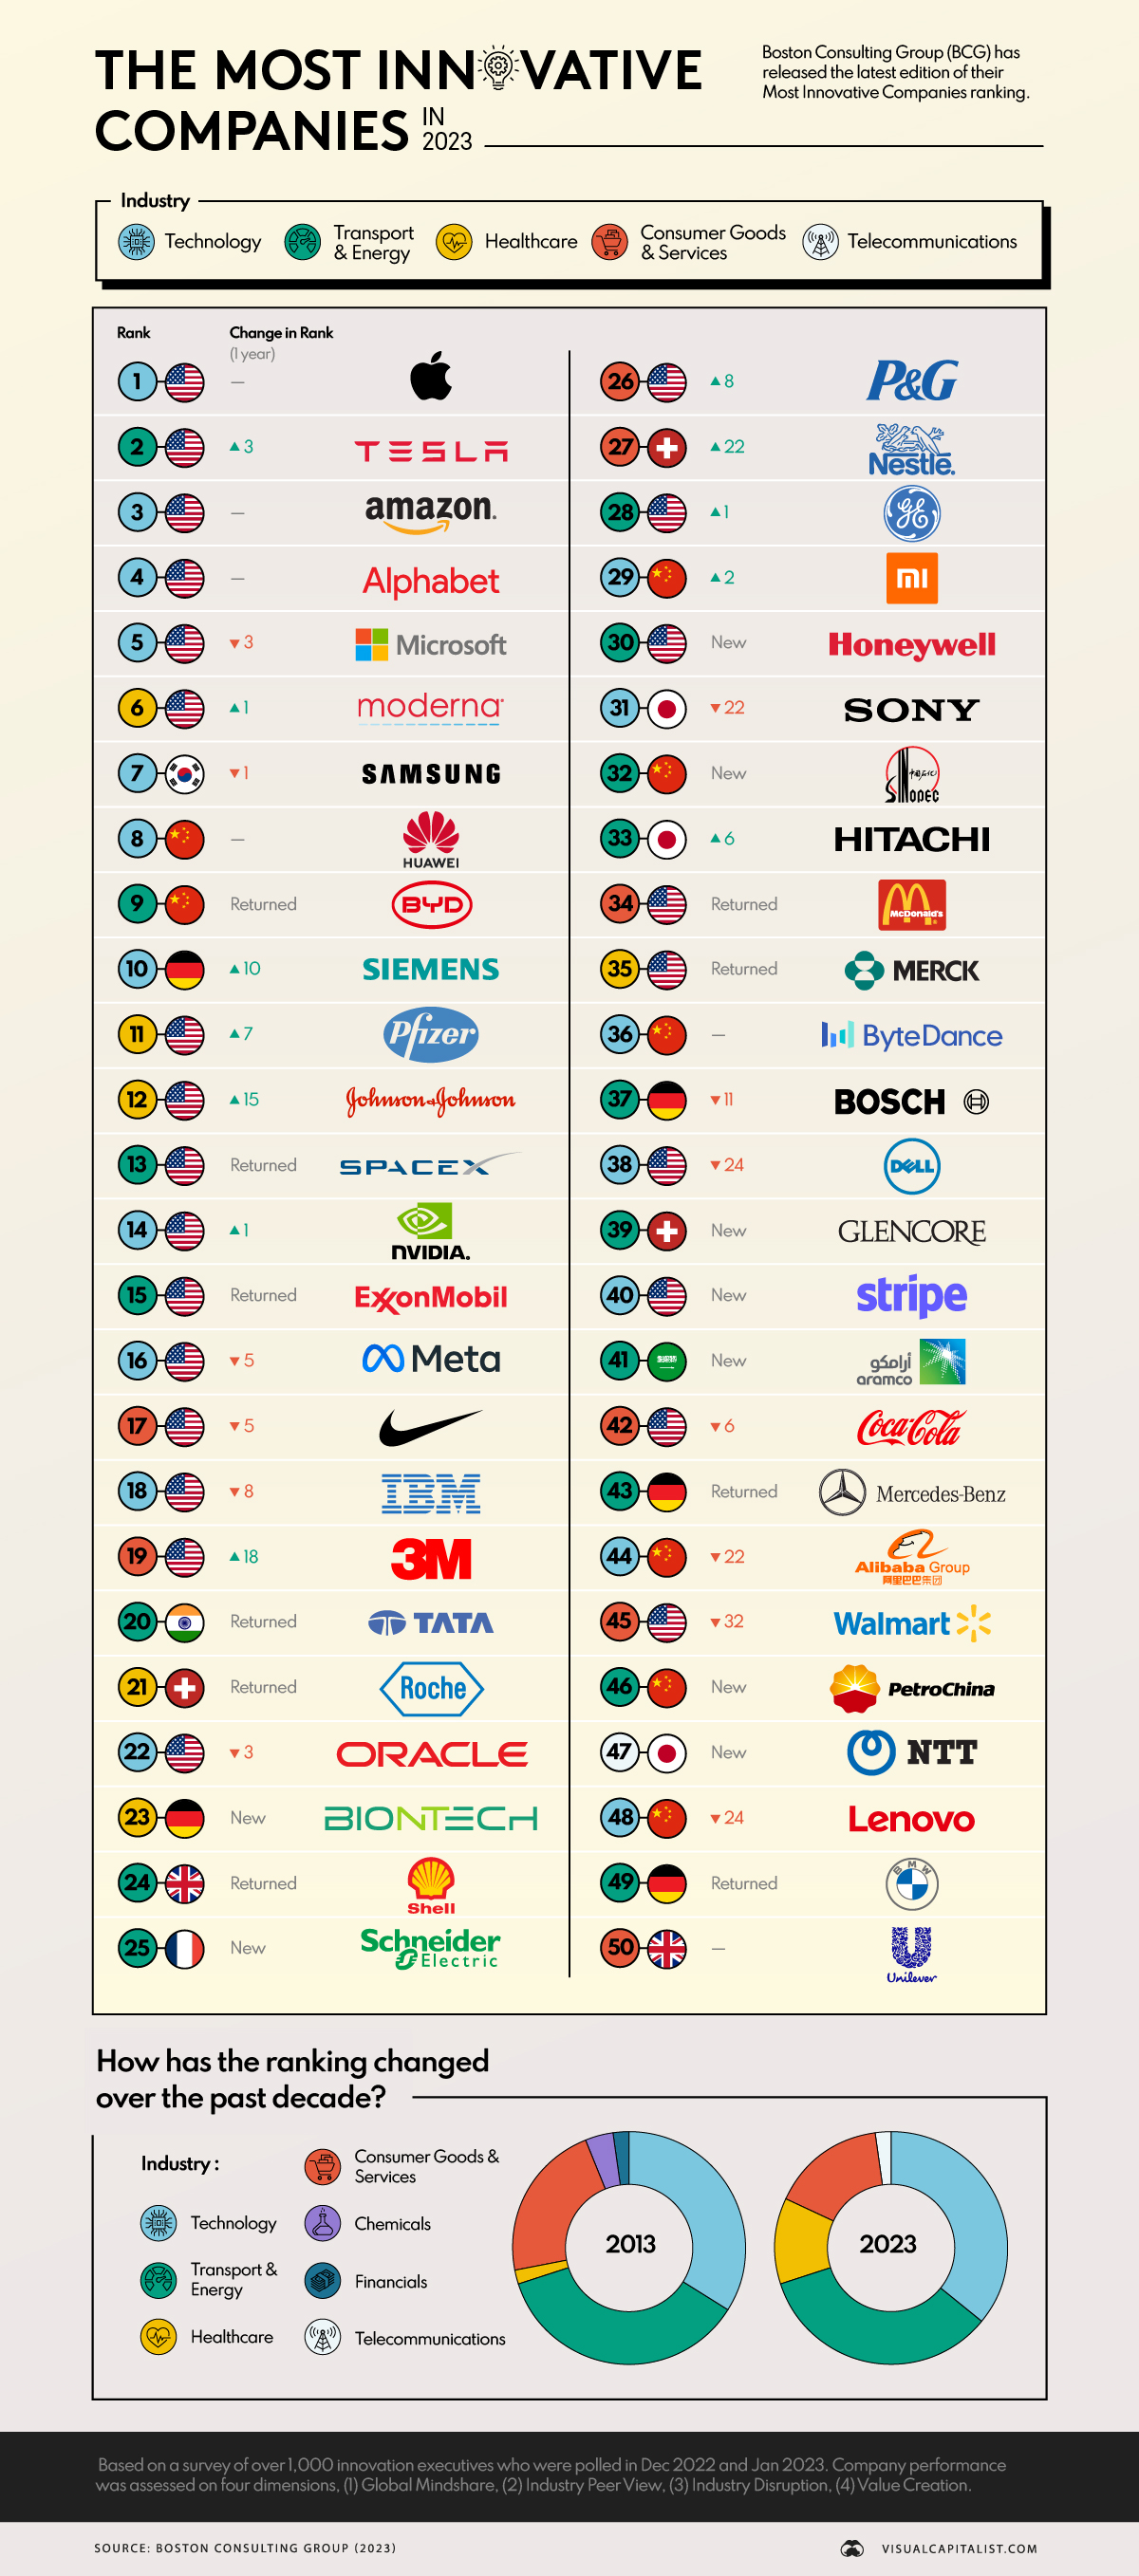 THE MOST INNOVATIVE
COMPANIES IN 2023
Boston Consulting Group (BCG) has
released the latest edition of their
Most Innovative Companies ranking.
Industry
Technology
Transport
& Energy
Healthcare
Consumer Goods
& Services
Telecommunications
Rank
Change in Rank
(1 year)
1 –
2 ▲3 TESLA
3 – amazon.
4 – Alphabet
5 ▼3 Microsoft
6 ▲1 moderna
7 ▼1 SAMSUNG
8 – HUAWEI
9 Returned BYD
10 ▲10 SIEMENS
11 ▲7 Pfizer
12 ▲15 Johnson&Johnson
13 Returned SPACEX
14 ▲1 NVIDIA.
15 Returned ExxonMobil
16 ▼5 Meta
17 ▼5
18 ▼8 IBM
19 ▲18 3M
20 Returned TATA
21 Returned Roche
22 ▼3 ORACLE
23 New BIONTECH
24 Returned Shell
25 New Schneider
Electric
26 ▲8 P&G
27 ▲22 Nestlé.
28 ▲1 GE
29 ▲2 mi
30 New Honeywell
31 ▼22 SONY
32 New SINOPEC
33 ▲6 HITACHI
34 Returned McDonald's
35 Returned MERCK
36 – ByteDance
37 ▼11 BOSCH
38 ▼24 DELL
39 New GLENCORE
40 New stripe
41 New أرامكو
aramco
42 ▼6 Coca-Cola
43 Returned Mercedes-Benz
44 ▼22 Alibaba Group
阿里巴巴集团
45 ▼32 Walmart
46 New PetroChina
47 New NTT
48 ▼24 Lenovo
49 Returned BMW
50 – Unilever
How has the ranking changed
over the past decade?
Industry :
Technology
Transport &
Energy
Healthcare
Consumer Goods &
Services
Chemicals
Financials
Telecommunications
2013
2023
Based on a survey of over 1,000 innovation executives who were polled in Dec 2022 and Jan 2023. Company performance
was assessed on four dimensions, (1) Global Mindshare, (2) Industry Peer View, (3) Industry Disruption, (4) Value Creation.
SOURCE: BOSTON CONSULTING GROUP (2023)
VISUALCAPITALIST.COM